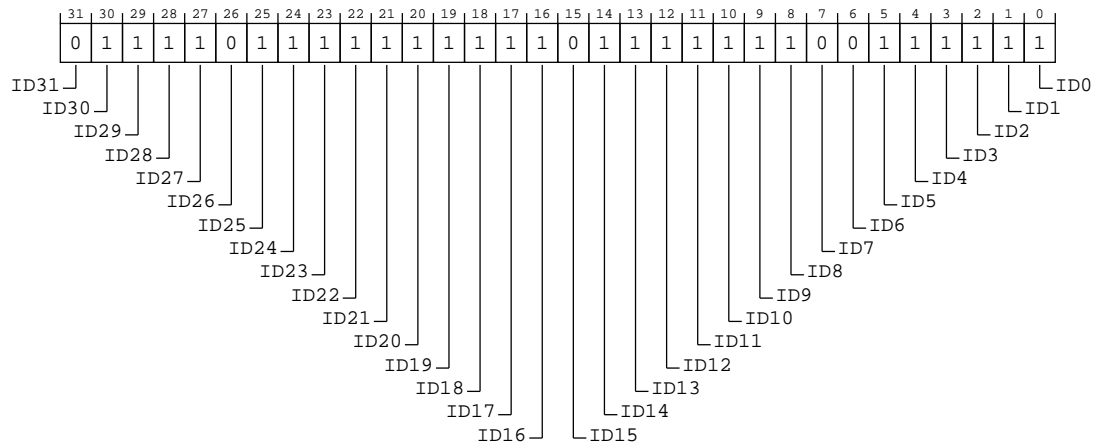 31 30 29 28 27 26 25 24 23 22 21 20 19 18 17 16 15 14 13 12 11 10 9 8 7 6 5 4 3 2 1 0
0 1 1 1 1 0 1 1 1 1 1 1 1 1 1 1 0 1 1 1 1 1 1 1 0 0 1 1 1 1 1 1
ID31 ID0
ID30 ID1
ID29 ID2
ID28 ID3
ID27 ID4
ID26 ID5
ID25 ID6
ID24 ID7
ID23 ID8
ID22 ID9
ID21 ID10
ID20 ID11
ID19 ID12
ID18 ID13
ID17 ID14
ID16 ID15